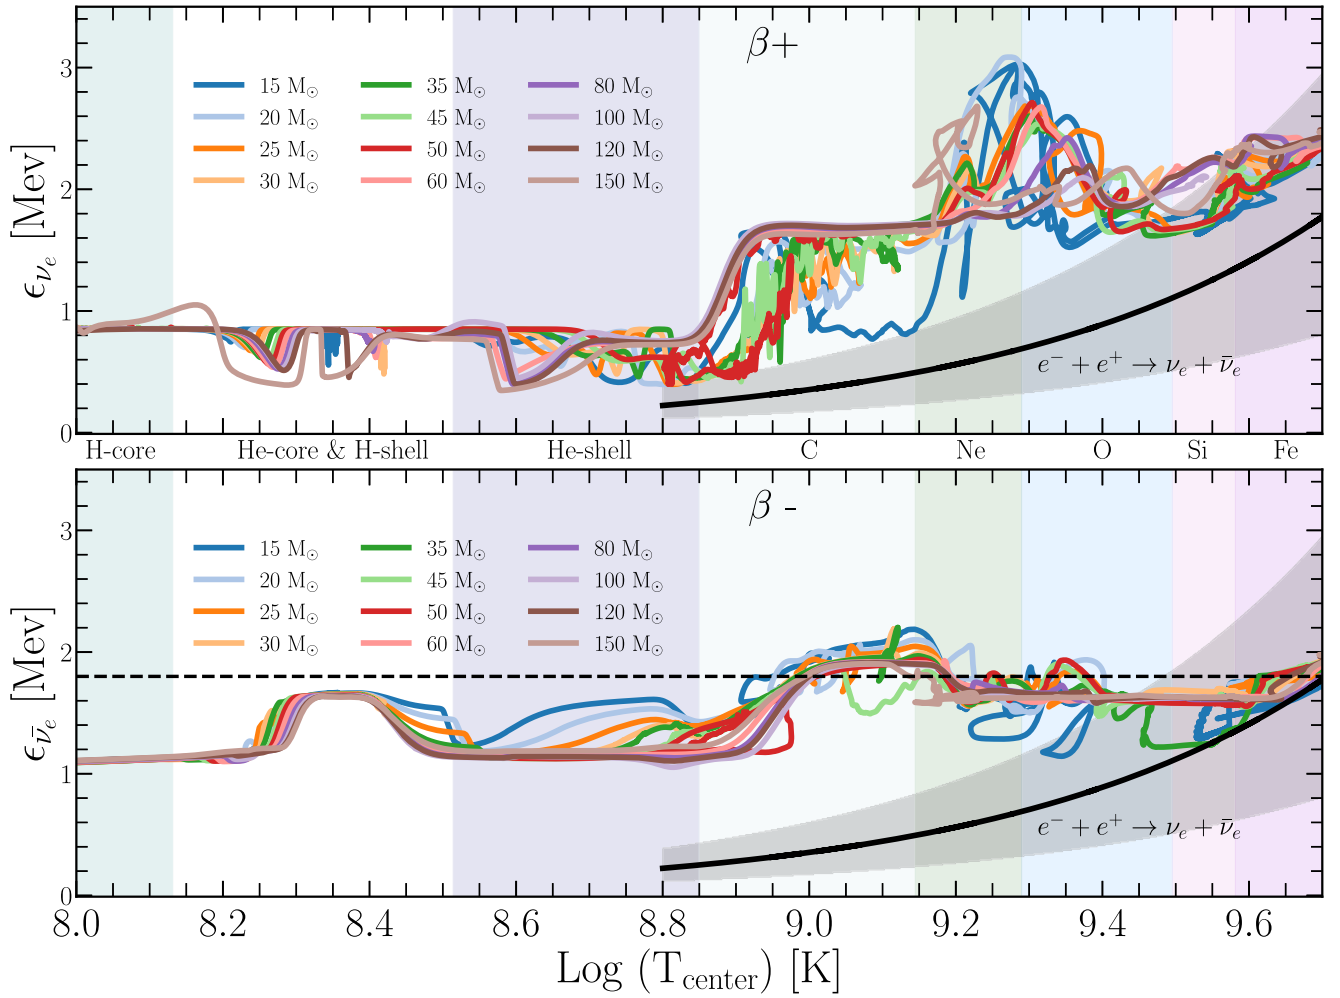 β+
3
15 M⊙ 35 M⊙ 80 M⊙
20 M⊙ 45 M⊙ 100 M⊙
25 M⊙ 50 M⊙ 120 M⊙
30 M⊙ 60 M⊙ 150 M⊙
2
ϵνe [Mev]
1
e− + e+ → νe + ν̄e
0
H-core He-core & H-shell He-shell C Ne O Si Fe
β -
3
15 M⊙ 35 M⊙ 80 M⊙
20 M⊙ 45 M⊙ 100 M⊙
25 M⊙ 50 M⊙ 120 M⊙
30 M⊙ 60 M⊙ 150 M⊙
2
ϵν̄e [Mev]
1
e− + e+ → νe + ν̄e
0
8.0 8.2 8.4 8.6 8.8 9.0 9.2 9.4 9.6
Log (Tcenter) [K]